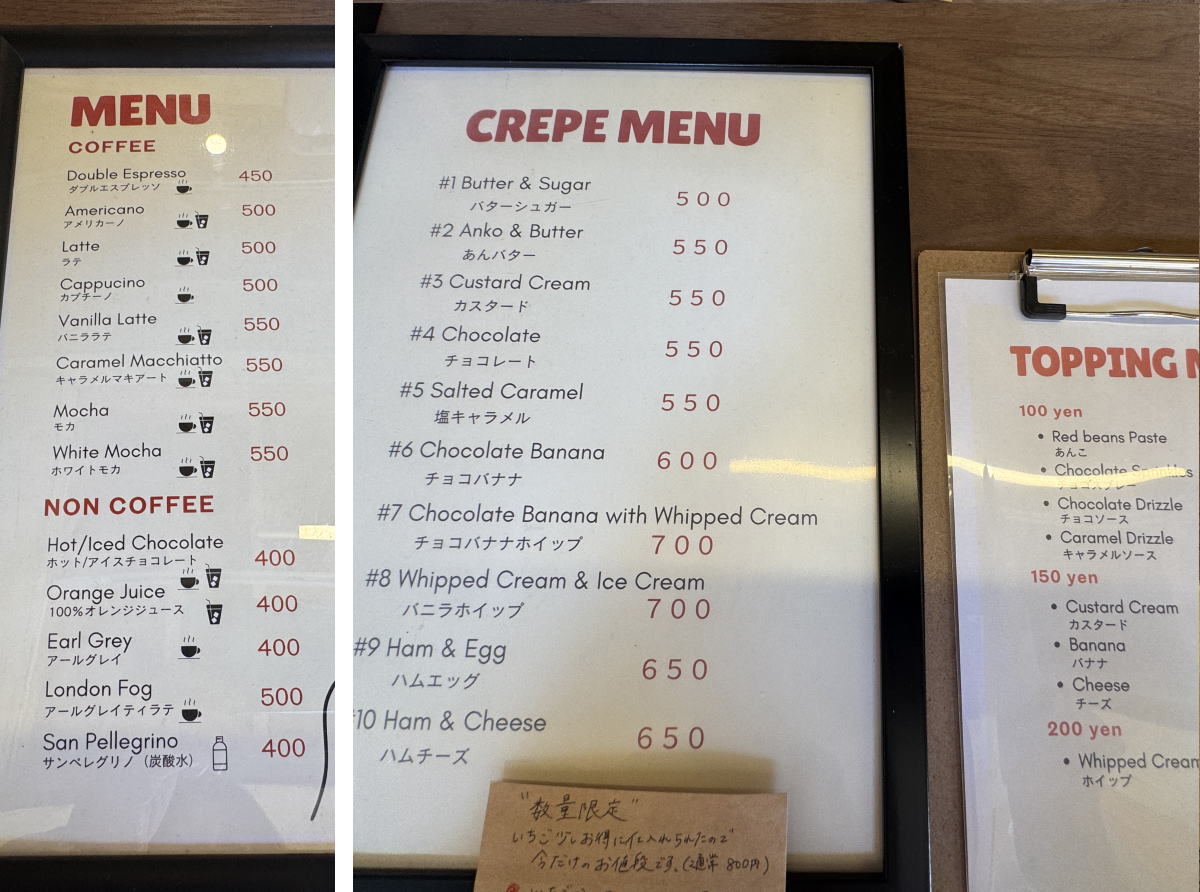 MENU
COFFEE
Double Espresso 450
ダブルエスプレッソ
Americano 500
アメリカーノ
Latte 500
ラテ
Cappucino 500
カプチーノ
Vanilla Latte 550
バニララテ
Caramel Macchiatto 550
キャラメルマキアート
Mocha 550
モカ
White Mocha 550
ホワイトモカ
NON COFFEE
Hot/Iced Chocolate 400
ホット/アイスチョコレート
Orange Juice 400
100%オレンジジュース
Earl Grey 400
アールグレイ
London Fog 500
アールグレイティラテ
San Pellegrino 400
サンペレグリノ（炭酸水）
CREPE MENU
#1 Butter & Sugar 500
バターシュガー
#2 Anko & Butter 550
あんバター
#3 Custard Cream 550
カスタード
#4 Chocolate 550
チョコレート
#5 Salted Caramel 550
塩キャラメル
#6 Chocolate Banana 600
チョコバナナ
#7 Chocolate Banana with Whipped Cream
チョコバナナホイップ 700
#8 Whipped Cream & Ice Cream
バニラホイップ 700
#9 Ham & Egg 650
ハムエッグ
#10 Ham & Cheese 650
ハムチーズ
"数量限定"
いちご少しお得に仕入れられたので
今だけのお値段です。(通常 800円)
TOPPING
100 yen
• Red beans Paste
あんこ
• Chocolate Sprinkles
チョコスプレー
• Chocolate Drizzle
チョコソース
• Caramel Drizzle
キャラメルソース
150 yen
• Custard Cream
カスタード
• Banana
バナナ
• Cheese
チーズ
200 yen
• Whipped Cream
ホイップ